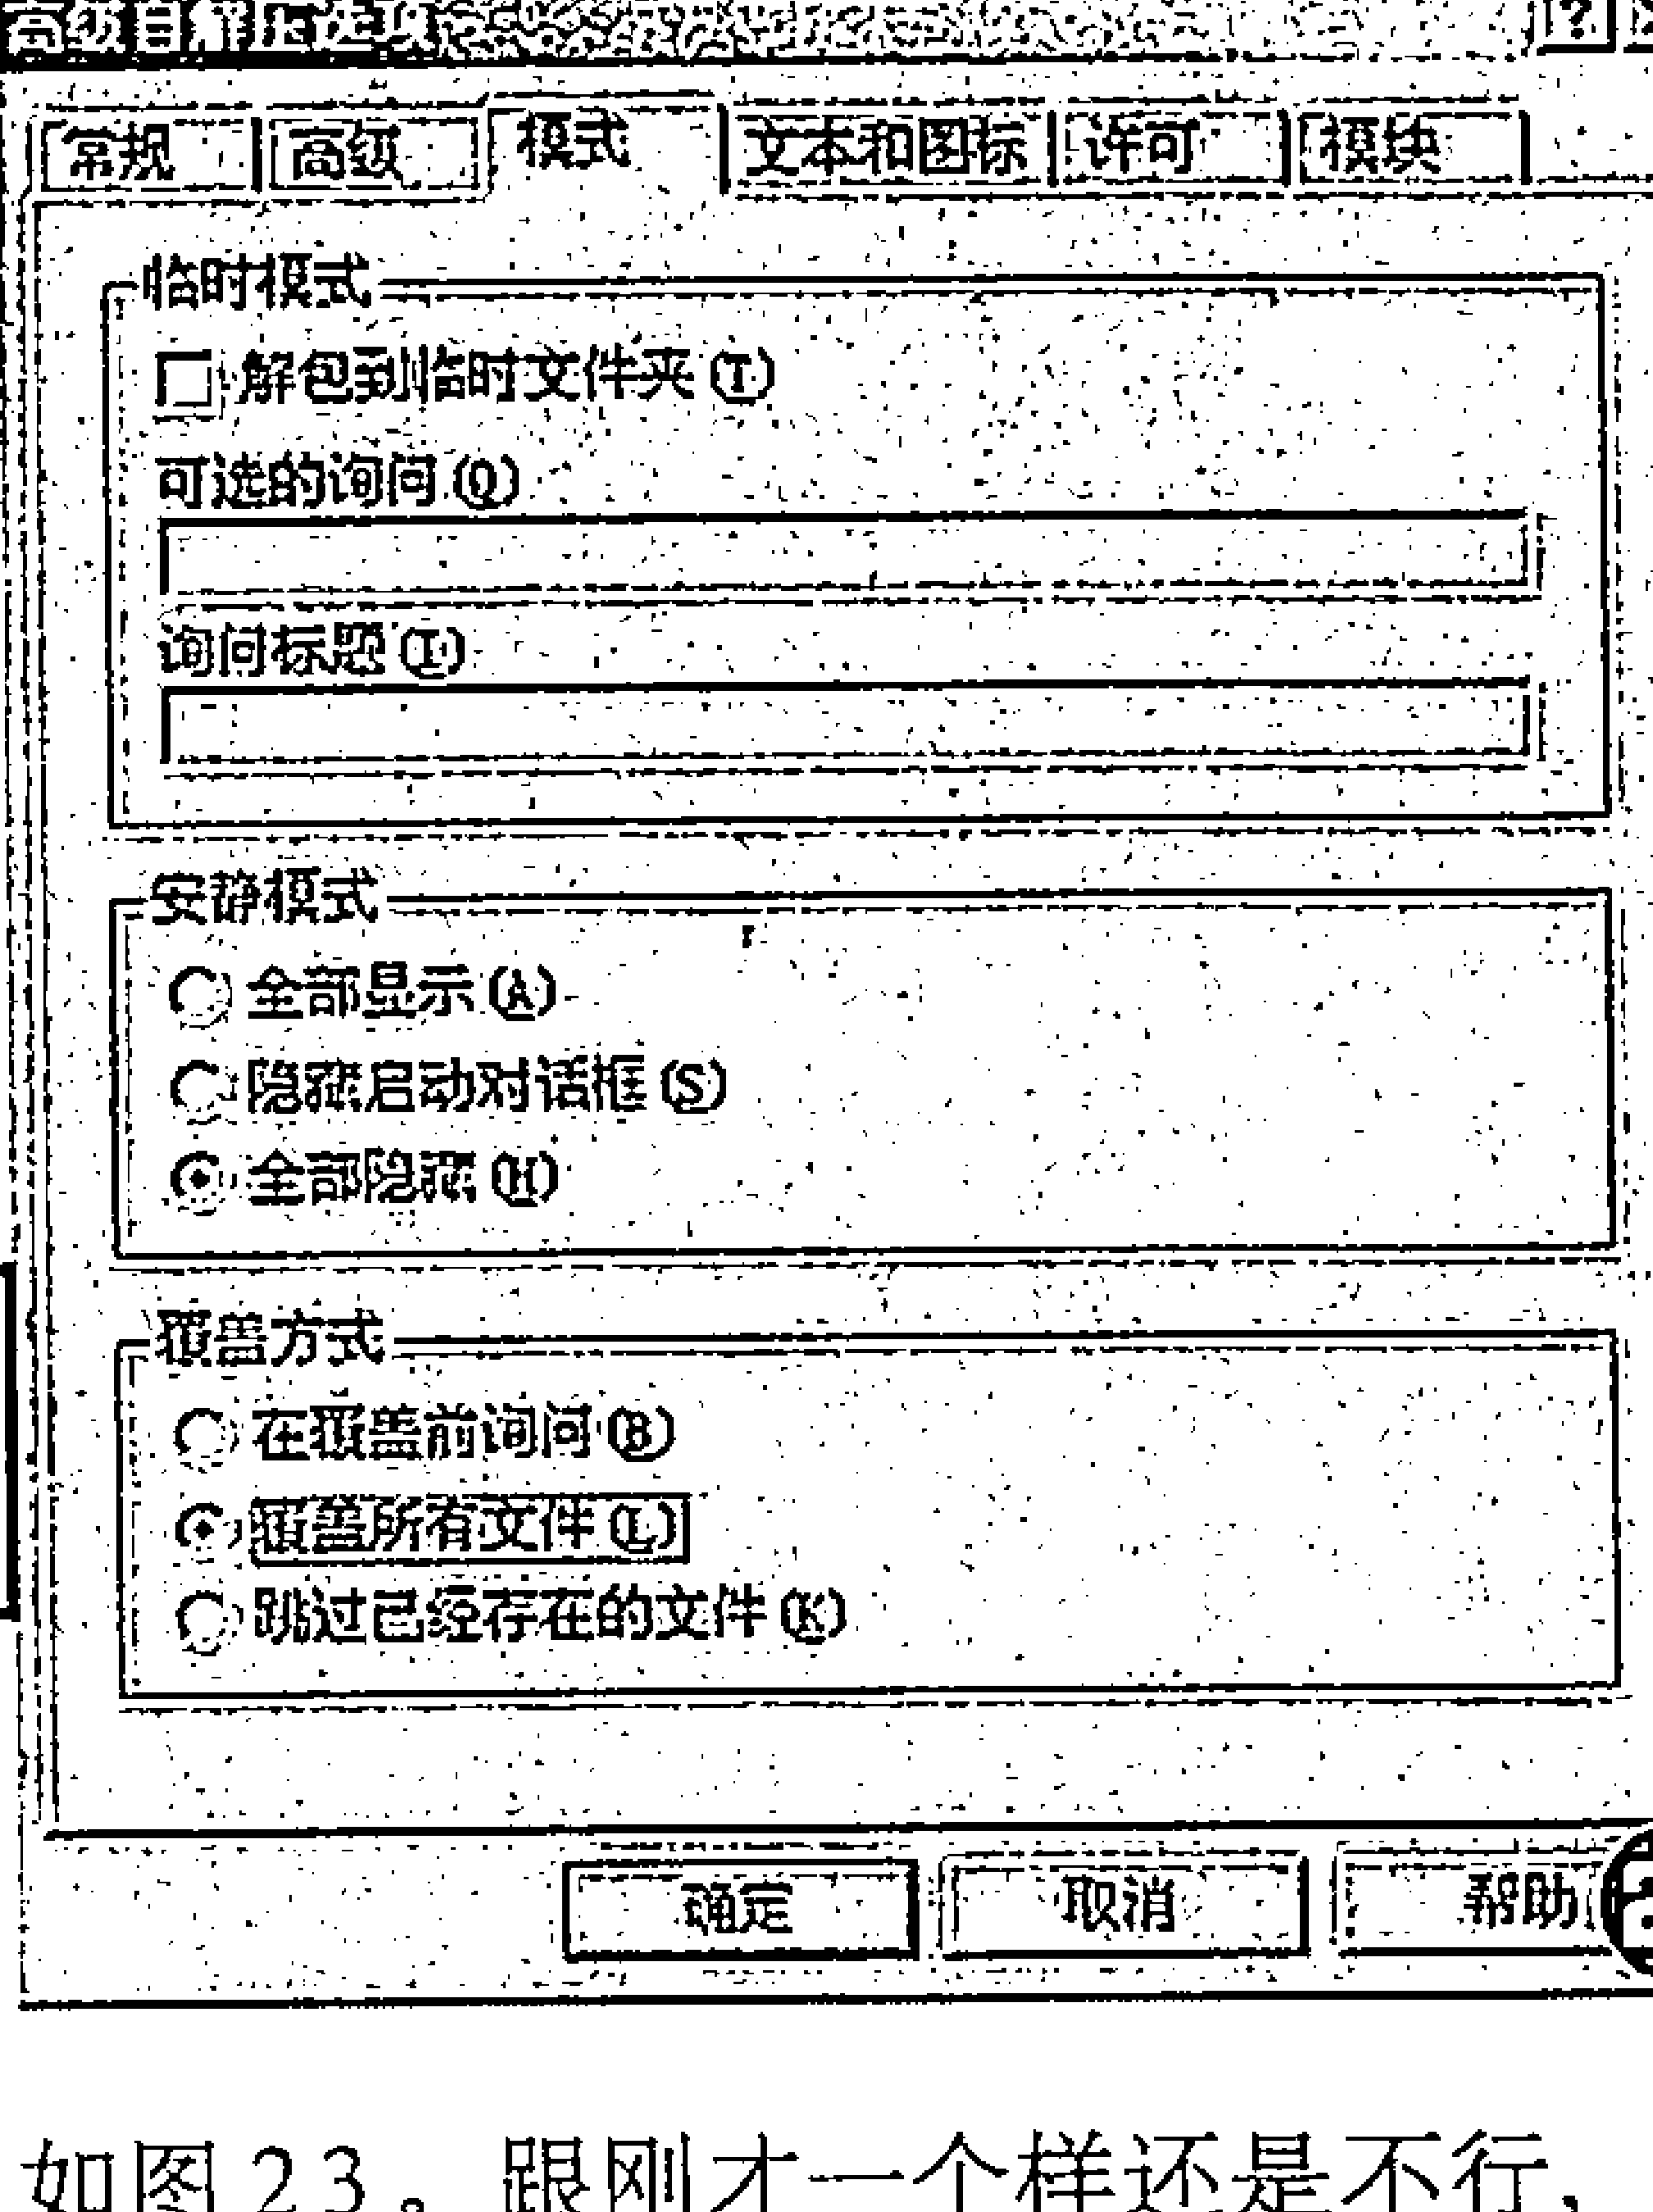 高级自解压选项
常规 高级 模式 文本和图标 许可 模块
临时模式
解包到临时文件夹(T)
可选的询问(Q)
询问标题(I)
安静模式
全部显示(A)
隐藏启动对话框(S)
全部隐藏(H)
覆盖方式
在覆盖前询问(B)
覆盖所有文件(L)
跳过已经存在的文件(K)
确定 取消 帮助
如图23。跟刚才一个样还是不行，